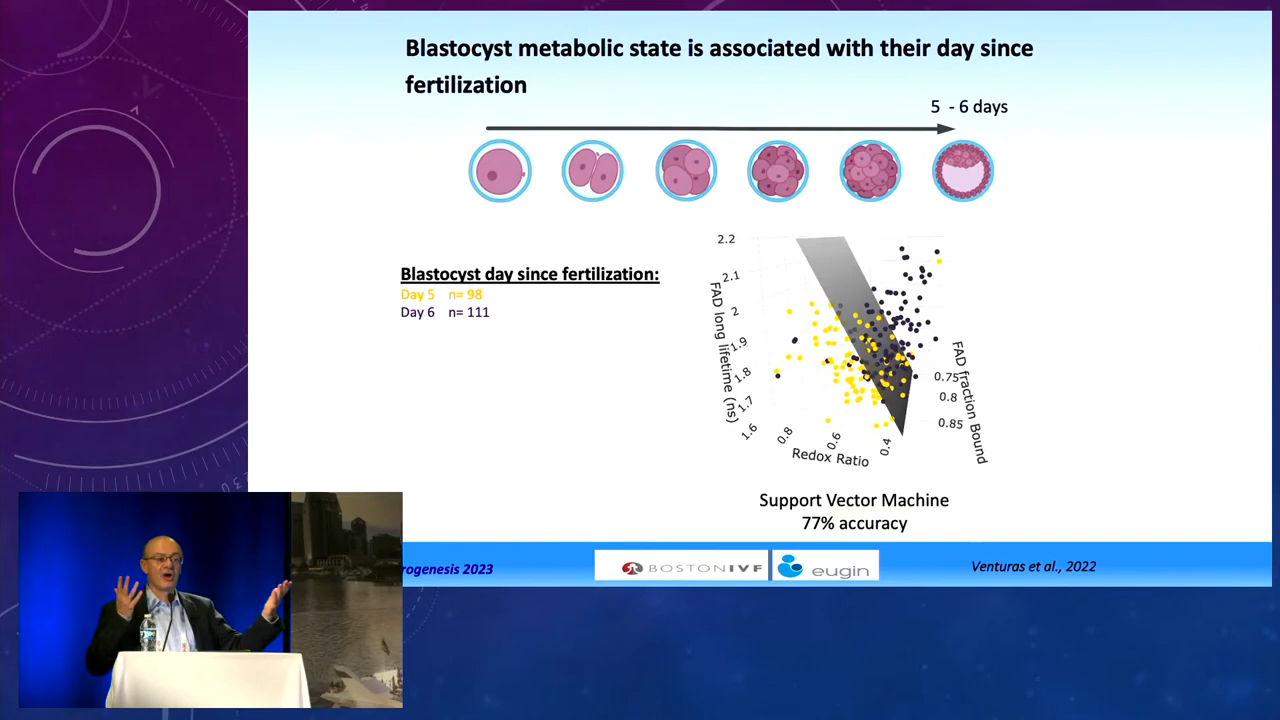 Blastocyst metabolic state is associated with their day since
fertilization
5 - 6 days
Blastocyst day since fertilization:
Day 5 n= 98
Day 6 n= 111
2.2
2.1
2
1.9
1.8
1.7
1.6
FAD long lifetime (ns)
0.8
0.6
0.4
Redox Ratio
0.75
0.8
0.85
FAD fraction Bound
Support Vector Machine
77% accuracy
rogenesis 2023
BOSTON IVF
eugin
Venturas et al., 2022